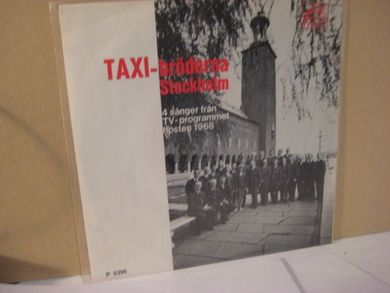 TAXI-bröderna
Stockholm
4 sånger från
TV-programmet
hösten 1968
P 5396